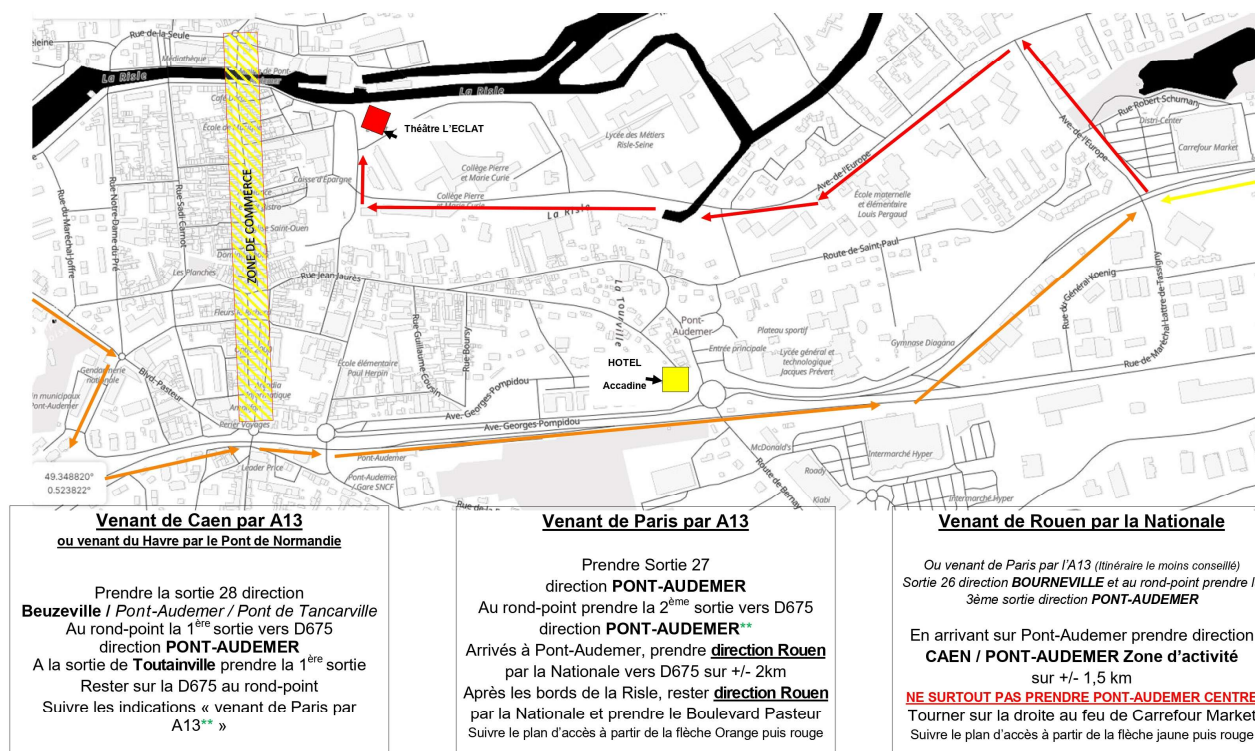 Rue de la Seule
Médiathèque
La Risle
La Risle
La Risle
Théâtre L'ECLAT
Lycée des Métiers
Risle-Seine
Collège Pierre
et Marie Curie
Collège Pierre
et Marie Curie
La Risle
Caisse d'Epargne
ZONE DE COMMERCE
Rue du Maréchal Joffre
Rue Notre-Dame du Pré
Rue Sadi-Carnot
Les Planches
Rue Jean Jaurès
Rue Guillaume Cousin
Rue Boursy
École élémentaire
Paul Herpin
Gendarmerie
nationale
Blvd. Pasteur
Perier Voyages
Leader Price
Pont-Audemer
Pont-Audemer
/ Gare SNCF
Ave. Georges Pompidou
Ave. Georges Pompidou
HOTEL
Accadine
La Tourville
Pont-
Audemer
Entrée principale
Plateau sportif
Lycée général et
technologique
Jacques Prévert
Gymnase Diagana
Route de Saint-Paul
École maternelle
et élémentaire
Louis Pergaud
Ave. de l'Europe
Ave. de l'Europe
Rue Robert Schuman
Distri-Center
Carrefour Market
Rue du Général Koenig
Rue de Maréchal Lattre de Tassigny
McDonald's
Roady
Kiabi
Intermarché Hyper
Intermarché Hyper
Route de Bernay
49.348820°
0.523822°
Venant de Caen par A13
ou venant du Havre par le Pont de Normandie
Prendre la sortie 28 direction
Beuzeville / Pont-Audemer / Pont de Tancarville
Au rond-point la 1ère sortie vers D675
direction PONT-AUDEMER
A la sortie de Toutainville prendre la 1ère sortie
Rester sur la D675 au rond-point
Suivre les indications « venant de Paris par
A13** »
Venant de Paris par A13
Prendre Sortie 27
direction PONT-AUDEMER
Au rond-point prendre la 2ème sortie vers D675
direction PONT-AUDEMER**
Arrivés à Pont-Audemer, prendre direction Rouen
par la Nationale vers D675 sur +/- 2km
Après les bords de la Risle, rester direction Rouen
par la Nationale et prendre le Boulevard Pasteur
Suivre le plan d'accès à partir de la flèche Orange puis rouge
Venant de Rouen par la Nationale
Ou venant de Paris par l'A13 (Itinéraire le moins conseillé)
Sortie 26 direction BOURNEVILLE et au rond-point prendre l
3ème sortie direction PONT-AUDEMER
En arrivant sur Pont-Audemer prendre direction
CAEN / PONT-AUDEMER Zone d'activité
sur +/- 1,5 km
NE SURTOUT PAS PRENDRE PONT-AUDEMER CENTRE
Tourner sur la droite au feu de Carrefour Market
Suivre le plan d'accès à partir de la flèche jaune puis rouge